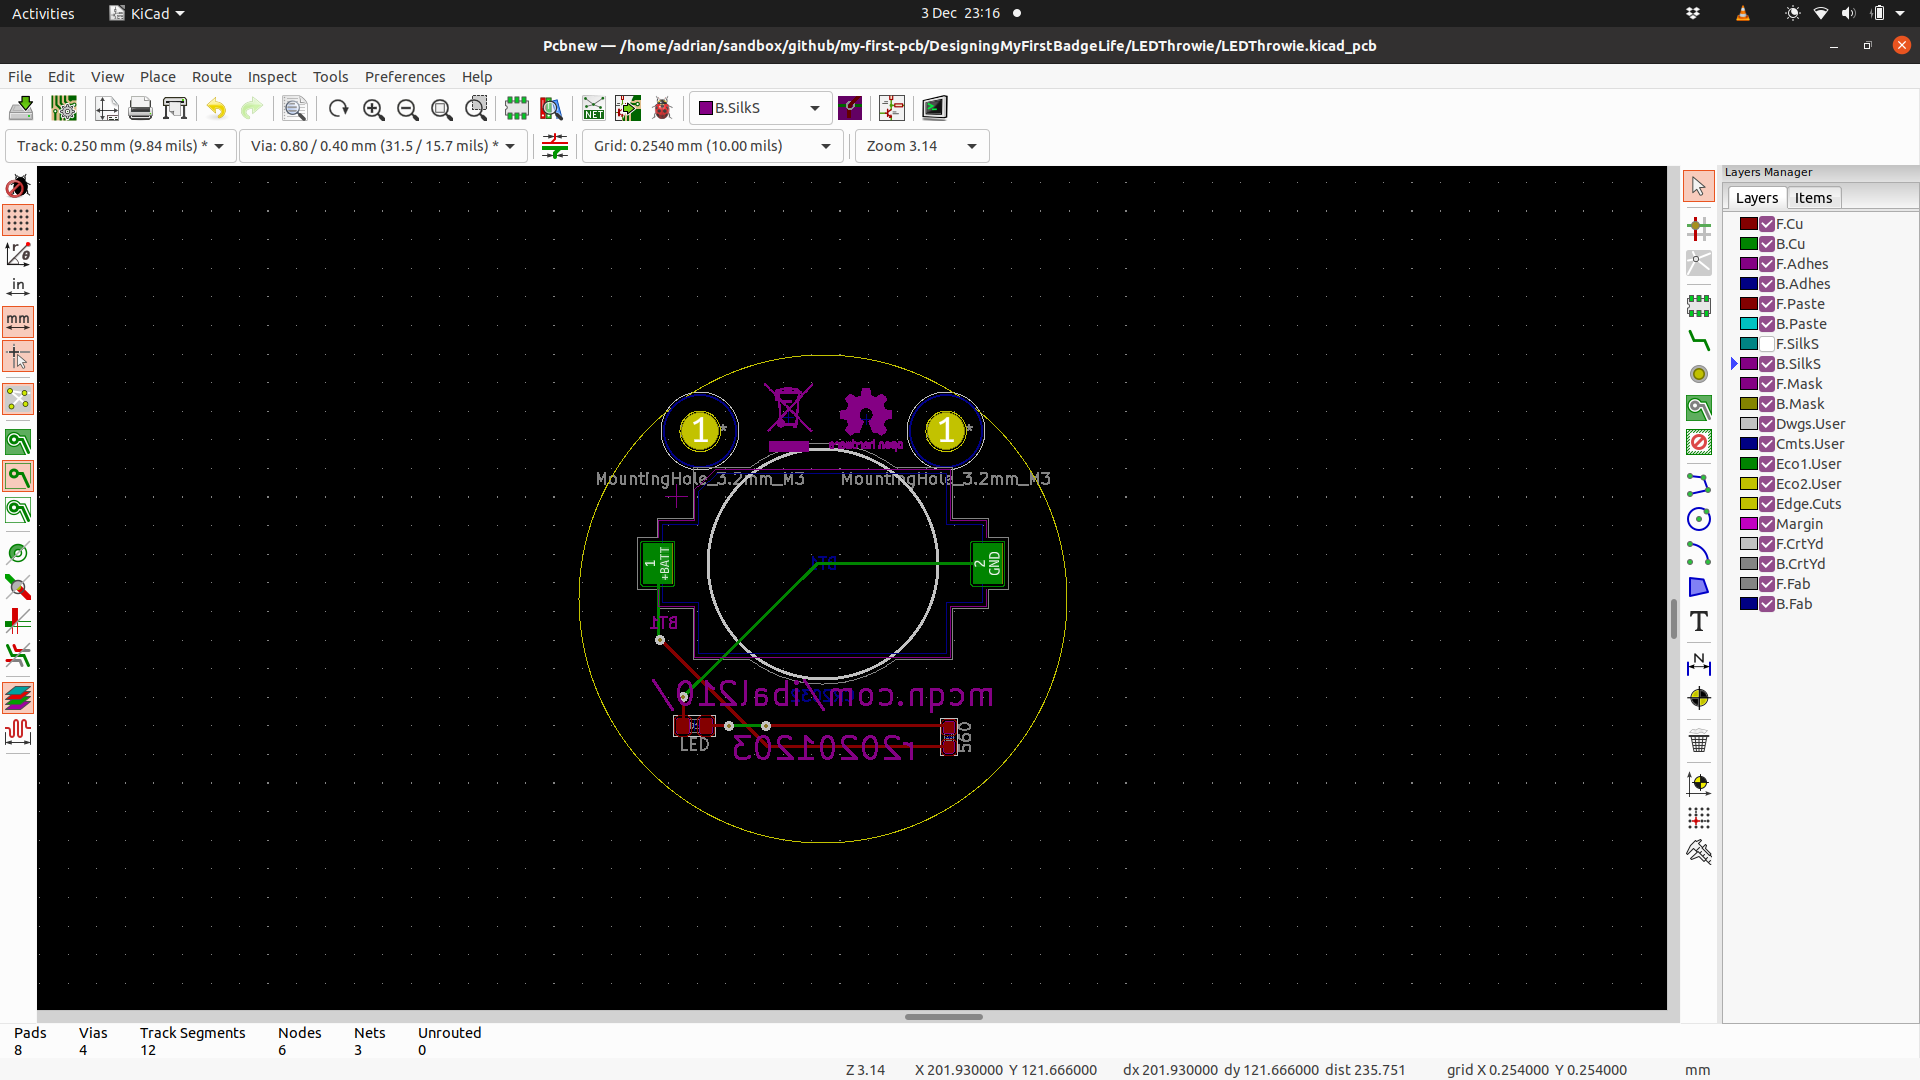 Activities KiCad 3 Dec 23:16
Pcbnew — /home/adrian/sandbox/github/my-first-pcb/DesigningMyFirstBadgeLife/LEDThrowie/LEDThrowie.kicad_pcb
File Edit View Place Route Inspect Tools Preferences Help
NET B.SilkS
Track: 0.250 mm (9.84 mils) * Via: 0.80 / 0.40 mm (31.5 / 15.7 mils) * Grid: 0.2540 mm (10.00 mils) Zoom 3.14
Layers Manager
Layers Items
F.Cu
B.Cu
F.Adhes
B.Adhes
F.Paste
B.Paste
F.SilkS
B.SilkS
F.Mask
B.Mask
Dwgs.User
Cmts.User
Eco1.User
Eco2.User
Edge.Cuts
Margin
F.CrtYd
B.CrtYd
F.Fab
B.Fab
in
mm
T
N
1 * 1 *
open hardware
MountingHole_3.2mm_M3 MountingHole_3.2mm_M3
1 +BATT
2 GND
BT1
mcqn.com/ibal210/
LED
r20201203
560
Pads Vias Track Segments Nodes Nets Unrouted
8 4 12 6 3 0
Z 3.14 X 201.930000 Y 121.666000 dx 201.930000 dy 121.666000 dist 235.751 grid X 0.254000 Y 0.254000 mm